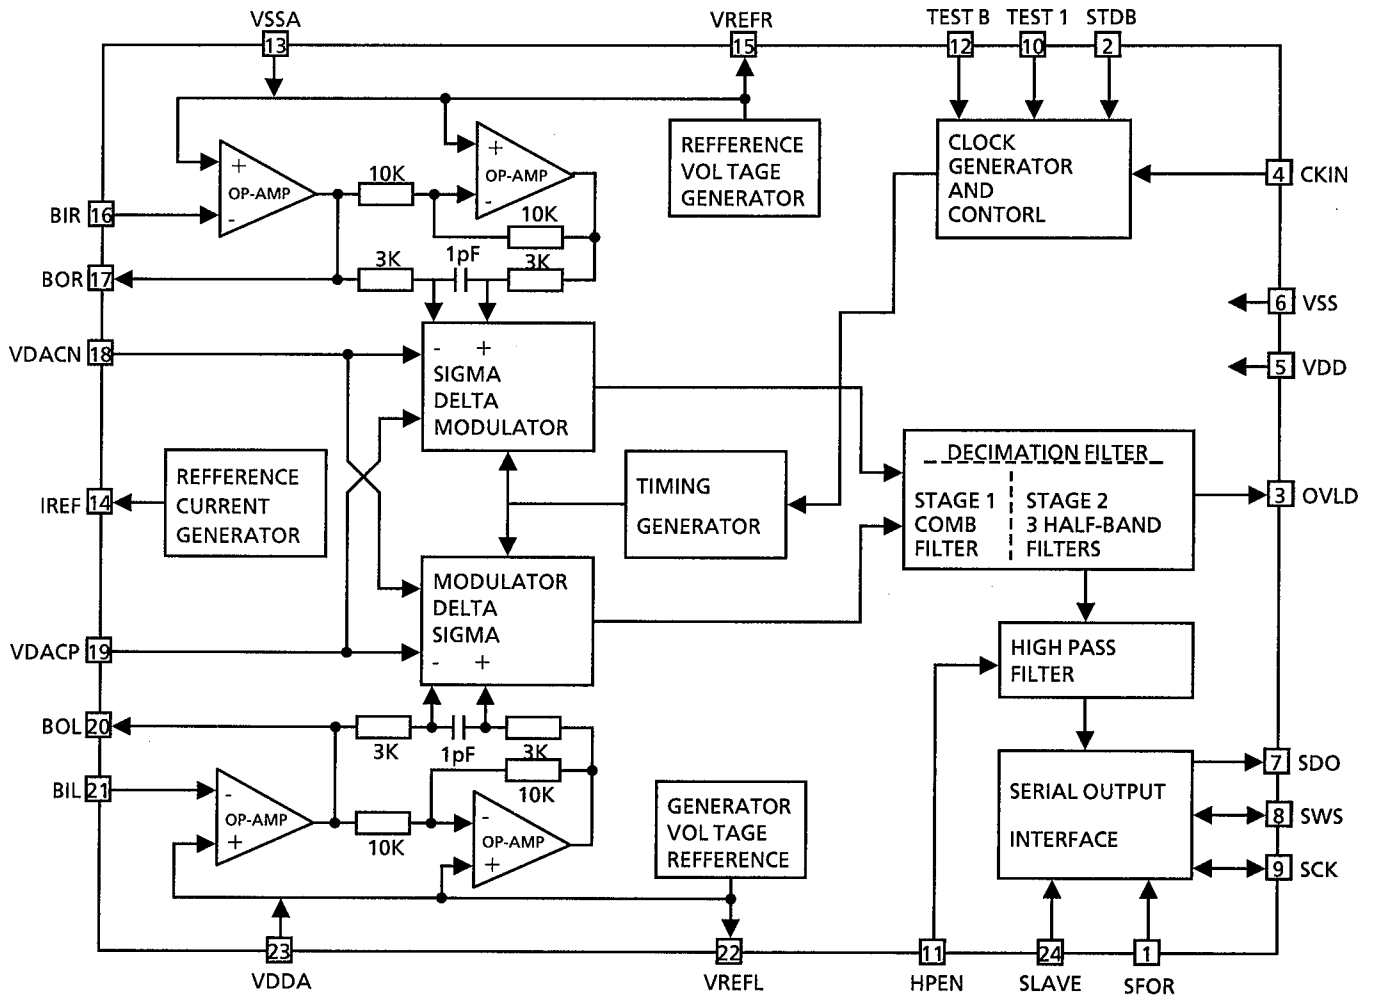 VSSA
VREFR
TEST B
TEST 1
STDB
13
15
12
10
2
REFFERENCE
VOLTAGE
GENERATOR
CLOCK
GENERATOR
AND
CONTORL
4
CKIN
+
OP-AMP
-
10K
+
OP-AMP
-
BIR
16
10K
BOR
17
3K
1pF
3K
6
VSS
VDACN
18
- +
SIGMA
DELTA
MODULATOR
5
VDD
REFFERENCE
CURRENT
GENERATOR
IREF
14
TIMING
GENERATOR
DECIMATION FILTER
STAGE 1
COMB
FILTER
STAGE 2
3 HALF-BAND
FILTERS
3
OVLD
MODULATOR
DELTA
SIGMA
- +
VDACP
19
HIGH PASS
FILTER
BOL
20
3K
1pF
3K
BIL
21
10K
-
OP-AMP
+
10K
-
OP-AMP
+
GENERATOR
VOLTAGE
REFFERENCE
SERIAL OUTPUT
INTERFACE
7
SDO
8
SWS
9
SCK
23
22
11
24
1
VDDA
VREFL
HPEN
SLAVE
SFOR